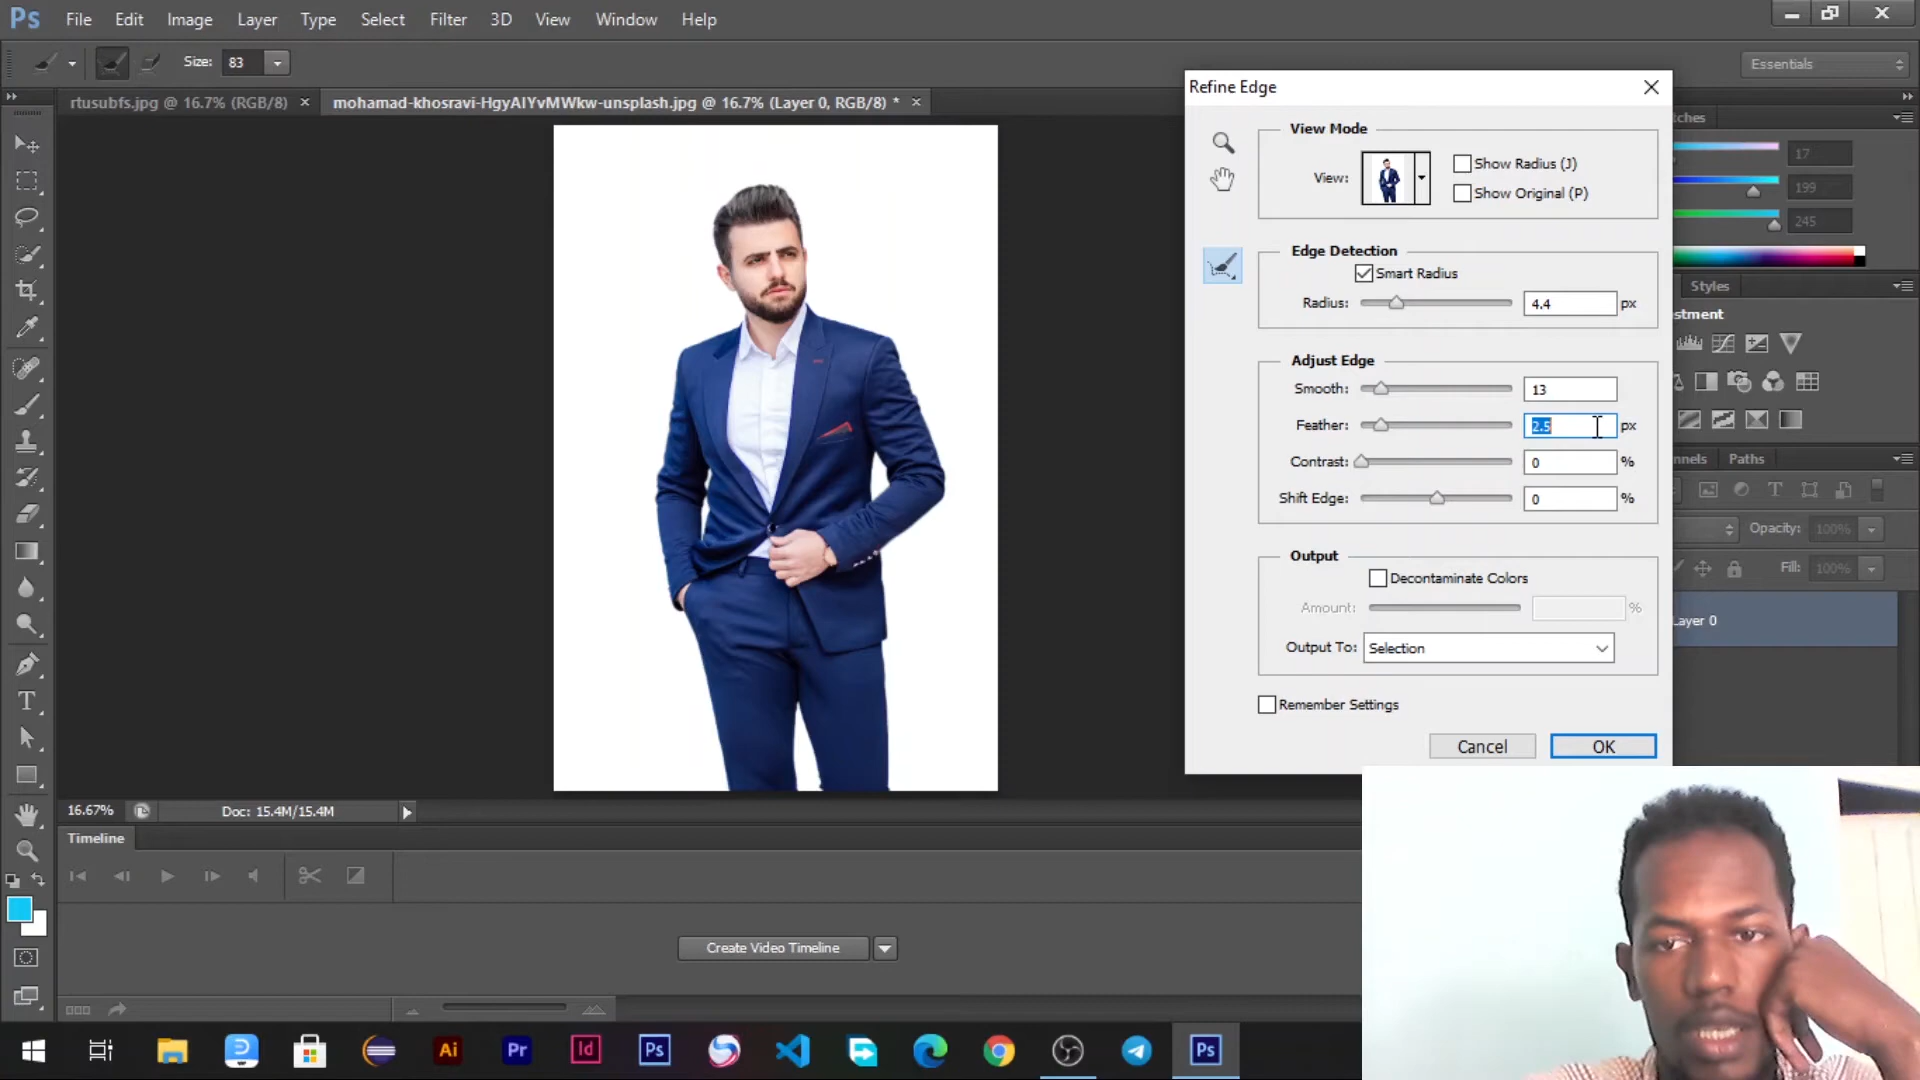 Ps File Edit Image Layer Type Select Filter 3D View Window Help
Size: 83
Essentials
rtusubfs.jpg @ 16.7% (RGB/8) ×
mohamad-khosravi-HgyAIYvMWkw-unsplash.jpg @ 16.7% (Layer 0, RGB/8) * ×
Refine Edge
View Mode
View:
Show Radius (J)
Show Original (P)
Edge Detection
Smart Radius
Radius: 4.4 px
Adjust Edge
Smooth: 13
Feather: 2.5 px
Contrast: 0 %
Shift Edge: 0 %
Output
Decontaminate Colors
Amount: %
Output To: Selection
Remember Settings
Cancel OK
tches
17
199
245
Styles
stment
nnels Paths
Opacity: 100%
Fill: 100%
ayer 0
16.67% Doc: 15.4M/15.4M
Timeline
Create Video Timeline
Ai Pr Id Ps Ps